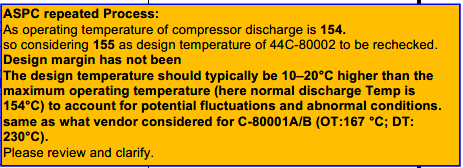 ASPC repeated Process:
As operating temperature of compressor discharge is 154.
so considering 155 as design temperature of 44C-80002 to be rechecked.
Design margin has not been
The design temperature should typically be 10–20°C higher than the
maximum operating temperature (here normal discharge Temp is
154°C) to account for potential fluctuations and abnormal conditions.
same as what vendor considered for C-80001A/B (OT:167 °C; DT:
230°C).
Please review and clarify.